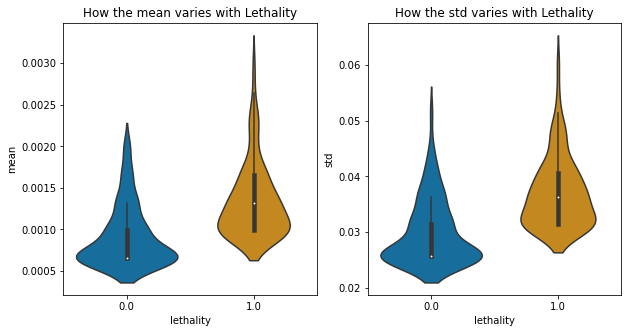 How the mean varies with Lethality
mean
0.0030
0.0025
0.0020
0.0015
0.0010
0.0005
0.0
1.0
lethality
How the std varies with Lethality
std
0.06
0.05
0.04
0.03
0.02
0.0
1.0
lethality